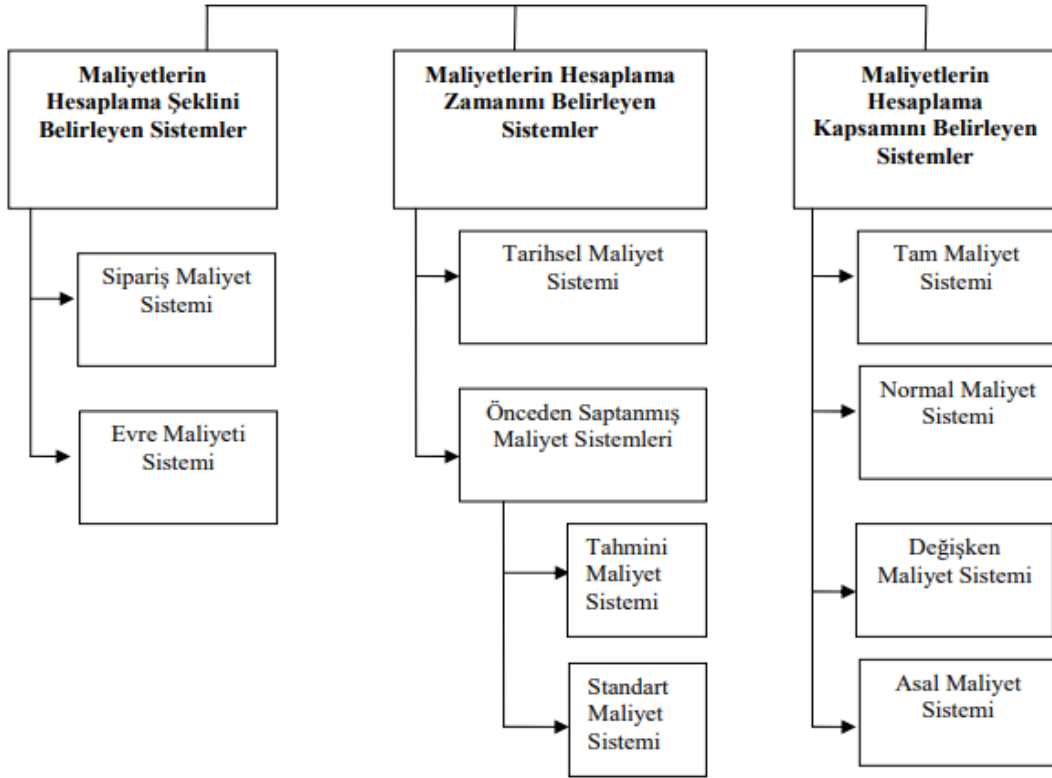 Maliyetlerin
Hesaplama Şeklini
Belirleyen Sistemler
Sipariş Maliyet
Sistemi
Evre Maliyeti
Sistemi
Maliyetlerin Hesaplama
Zamanını Belirleyen
Sistemler
Tarihsel Maliyet
Sistemi
Önceden Saptanmış
Maliyet Sistemleri
Tahmini
Maliyet
Sistemi
Standart
Maliyet
Sistemi
Maliyetlerin
Hesaplama
Kapsamını Belirleyen
Sistemler
Tam Maliyet
Sistemi
Normal Maliyet
Sistemi
Değişken
Maliyet Sistemi
Asal Maliyet
Sistemi